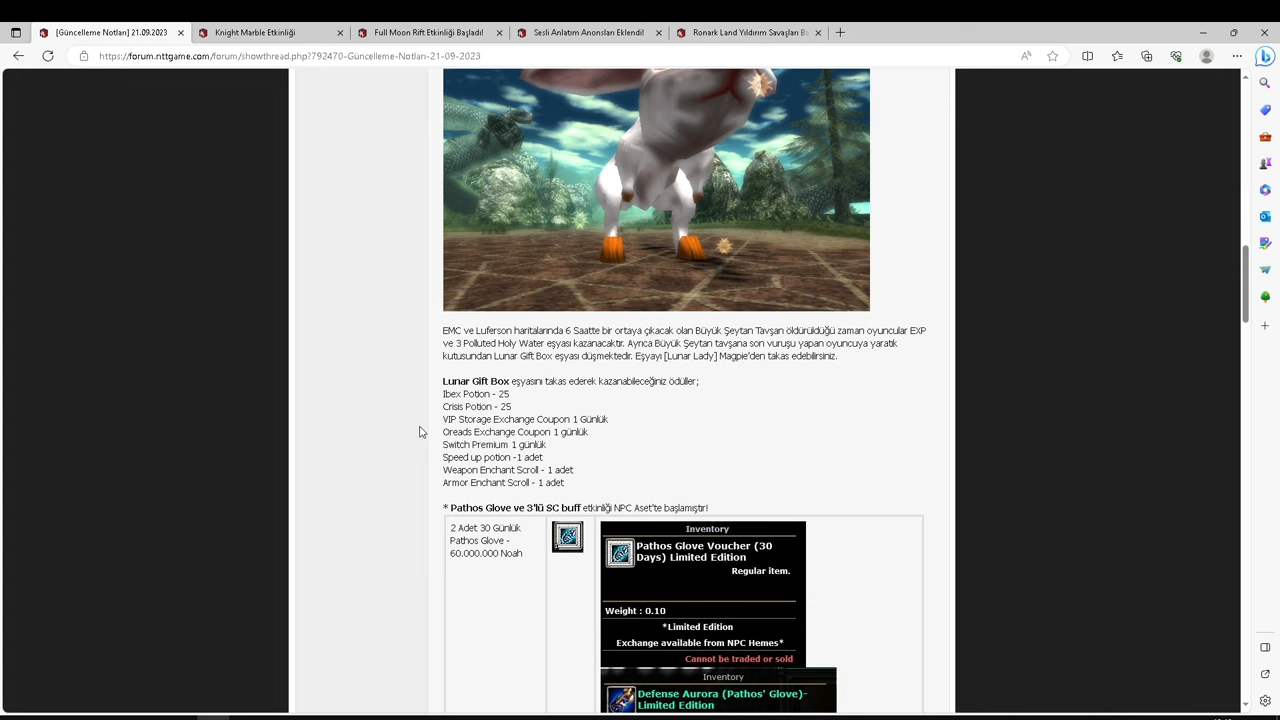 [Güncelleme Notları] 21.09.2023
Knight Marble Etkinliği
Full Moon Rift Etkinliği Başladı!
Sesli Anlatım Anonsları Eklendi!
Ronark Land Yıldırım Savaşları Ba
https://forum.nttgame.com/forum/showthread.php?792470-Güncelleme-Notları-21-09-2023
EMC ve Luferson haritalarında 6 Saatte bir ortaya çıkacak olan Büyük Şeytan Tavşan öldürüldüğü zaman oyuncular EXP
ve 3 Polluted Holy Water eşyası kazanacaktır. Ayrıca Büyük Şeytan tavşana son vuruşu yapan oyuncuya yaratık
kutusundan Lunar Gift Box eşyası düşmektedir. Eşyayı [Lunar Lady] Magpie'den takas edebilirsiniz.
Lunar Gift Box eşyasını takas ederek kazanabileceğiniz ödüller;
Ibex Potion - 25
Crisis Potion - 25
VIP Storage Exchange Coupon 1 Günlük
Oreads Exchange Coupon 1 günlük
Switch Premium 1 günlük
Speed up potion -1 adet
Weapon Enchant Scroll - 1 adet
Armor Enchant Scroll - 1 adet
* Pathos Glove ve 3'lü SC buff etkinliği NPC Aset'te başlamıştır!
2 Adet 30 Günlük
Pathos Glove -
60.000.000 Noah
Inventory
Pathos Glove Voucher (30
Days) Limited Edition
Regular item.
Weight : 0.10
*Limited Edition
Exchange available from NPC Hemes*
Cannot be traded or sold
Inventory
Defense Aurora (Pathos' Glove)-
Limited Edition